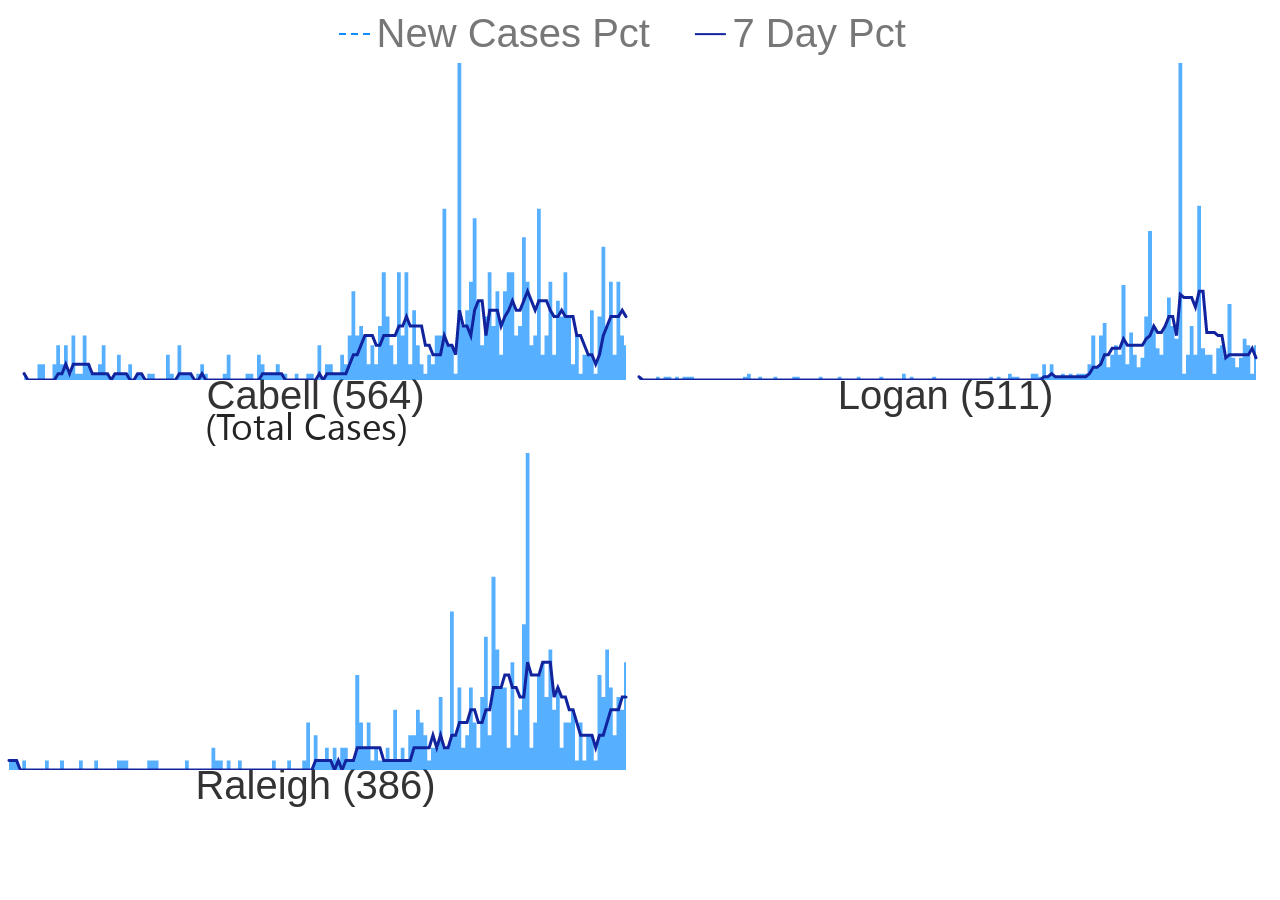 New Cases Pct 7 Day Pct
Cabell (564)
(Total Cases)
Logan (511)
Raleigh (386)